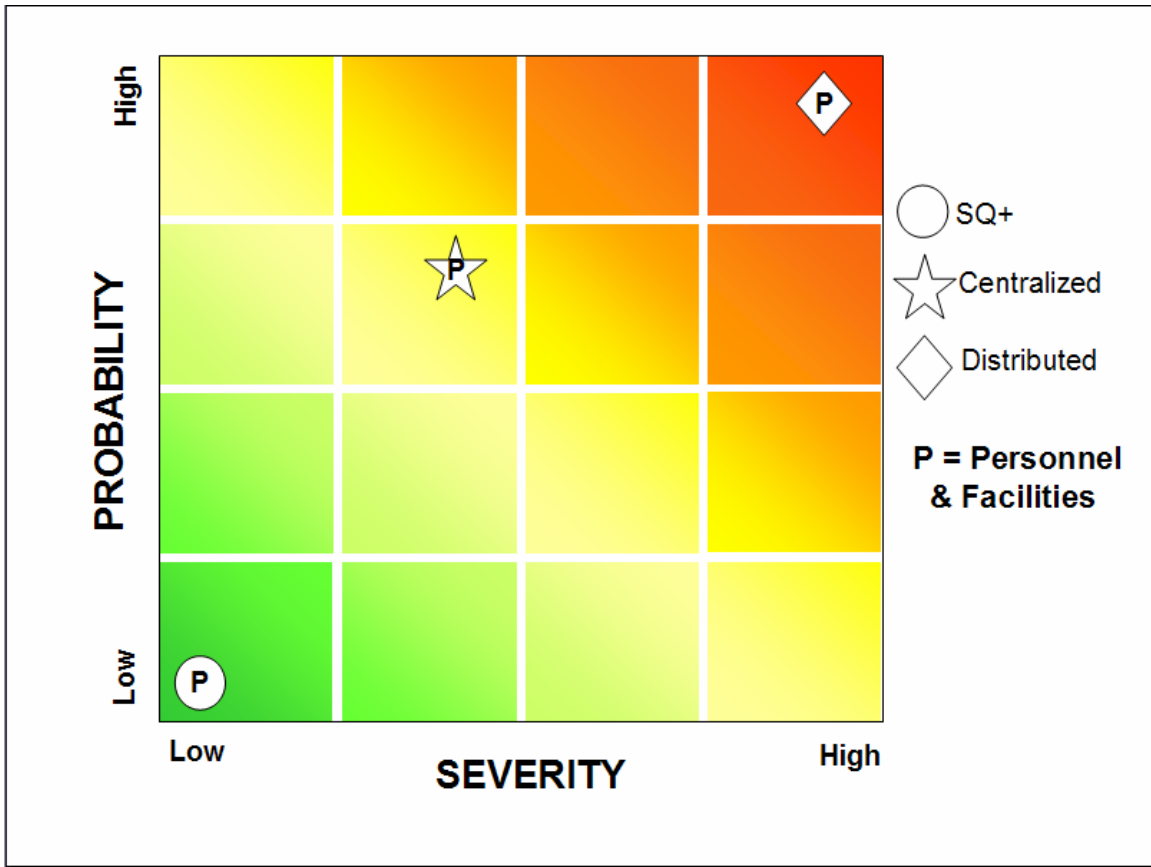 High
P
P
PROBABILITY
Low
P
Low
SEVERITY
High
SQ+
Centralized
Distributed
P = Personnel
& Facilities